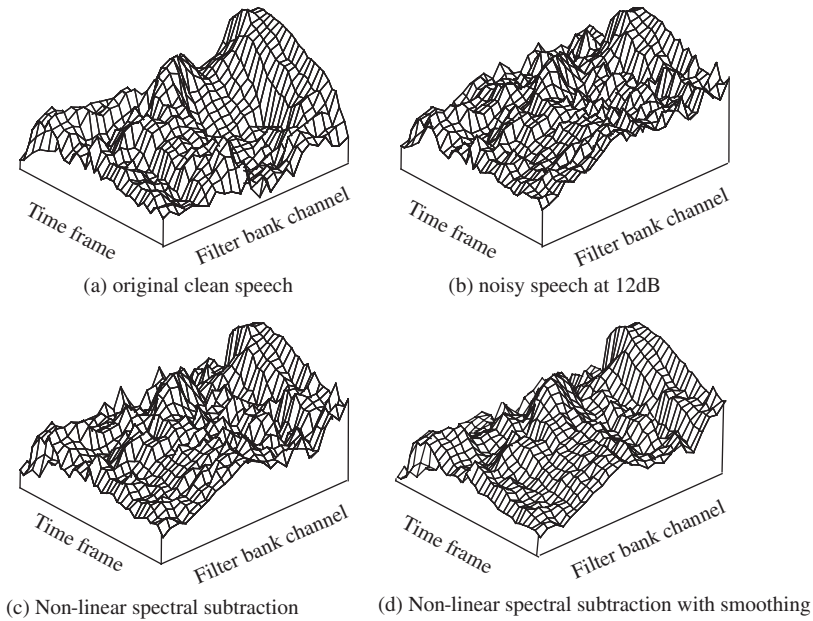 Time frame
Filter bank channel
(a) original clean speech
Time frame
Filter bank channel
(b) noisy speech at 12dB
Time frame
Filter bank channel
(c) Non-linear spectral subtraction
Time frame
Filter bank channel
(d) Non-linear spectral subtraction with smoothing